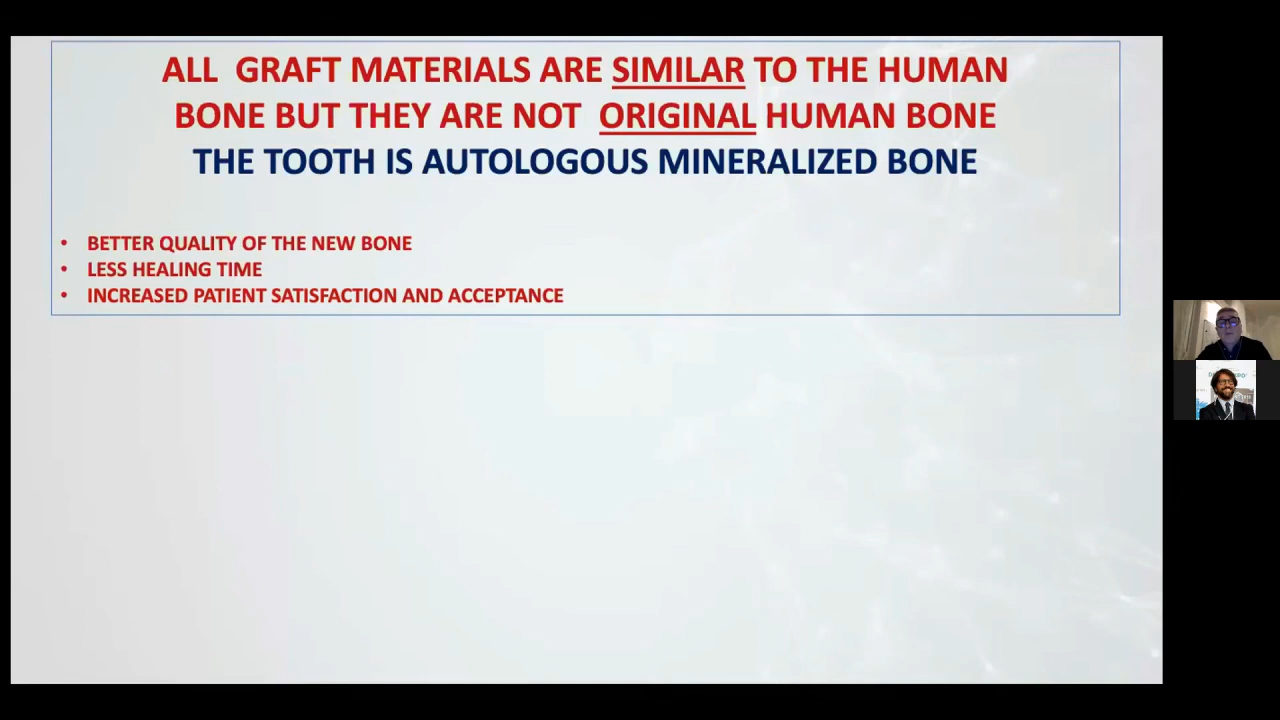 ALL GRAFT MATERIALS ARE SIMILAR TO THE HUMAN
BONE BUT THEY ARE NOT ORIGINAL HUMAN BONE
THE TOOTH IS AUTOLOGOUS MINERALIZED BONE
• BETTER QUALITY OF THE NEW BONE
• LESS HEALING TIME
• INCREASED PATIENT SATISFACTION AND ACCEPTANCE